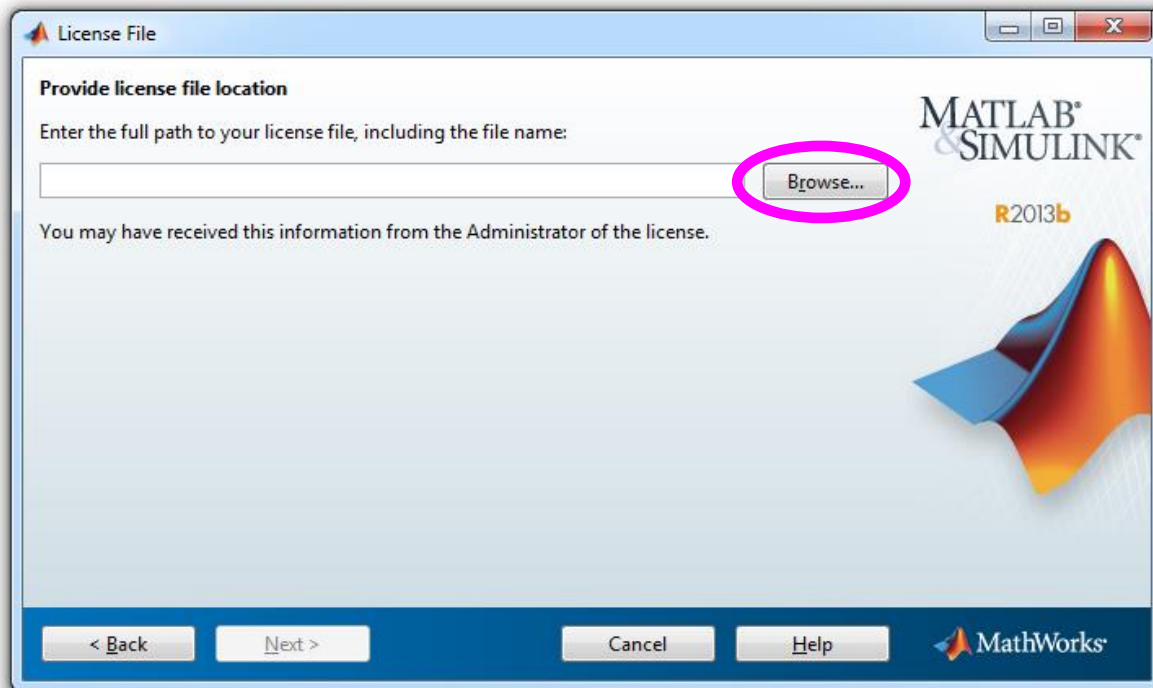 License File
Provide license file location
Enter the full path to your license file, including the file name:
Browse...
You may have received this information from the Administrator of the license.
MATLAB®
&SIMULINK®
R2013b
< Back
Next >
Cancel
Help
MathWorks®